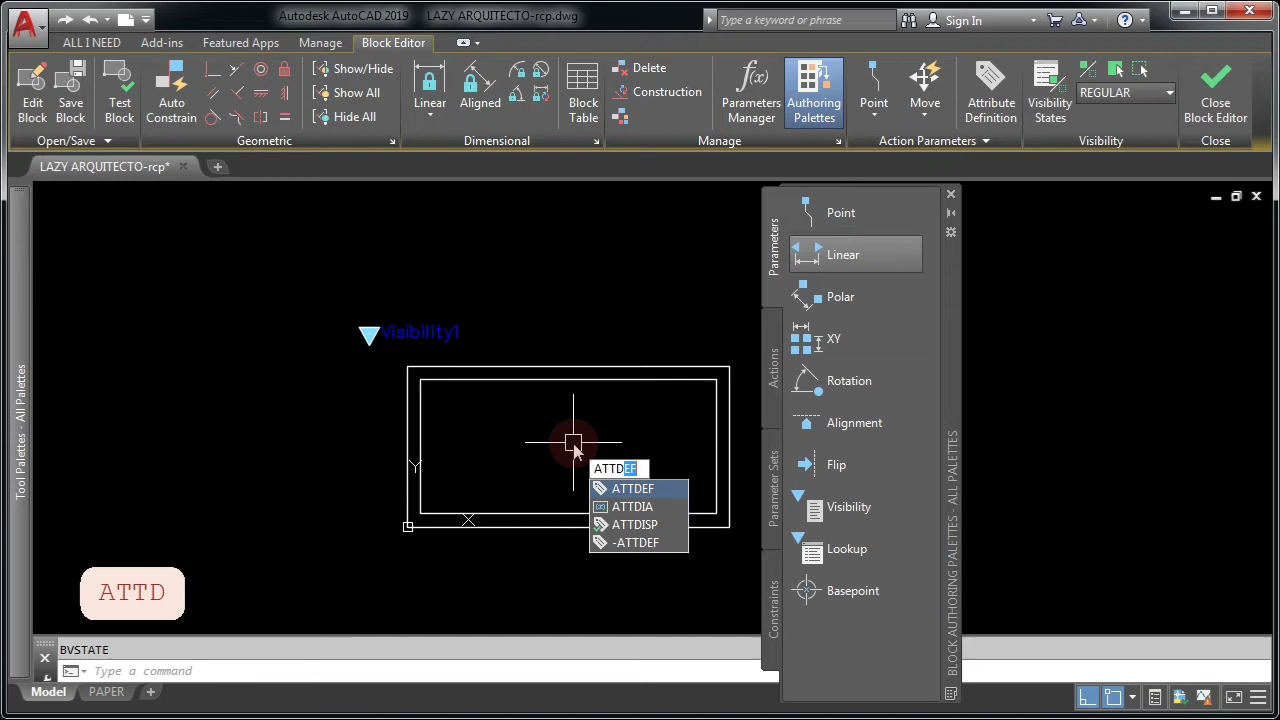 Autodesk AutoCAD 2019 LAZY ARQUITECTO-rcp.dwg
Type a keyword or phrase
Sign In
ALL I NEED
Add-ins
Featured Apps
Manage
Block Editor
Edit
Block
Save
Block
Test
Block
Open/Save
Auto
Constrain
Show/Hide
Show All
Hide All
Geometric
Linear
Aligned
Dimensional
Block
Table
Delete
Construction
Parameters
Manager
Authoring
Palettes
Manage
Point
Move
Attribute
Definition
Action Parameters
Visibility
States
REGULAR
Visibility
Close
Block Editor
Close
LAZY ARQUITECTO-rcp*
Tool Palettes - All Palettes
Visibility1
Y
X
ATTDEF
ATTDEF
ATTDIA
ATTDISP
-ATTDEF
ATTD
Parameters
Actions
Parameter Sets
Constraints
Point
Linear
Polar
XY
Rotation
Alignment
Flip
Visibility
Lookup
Basepoint
BLOCK AUTHORING PALETTES - ALL PALETTES
BVSTATE
Type a command
Model
PAPER